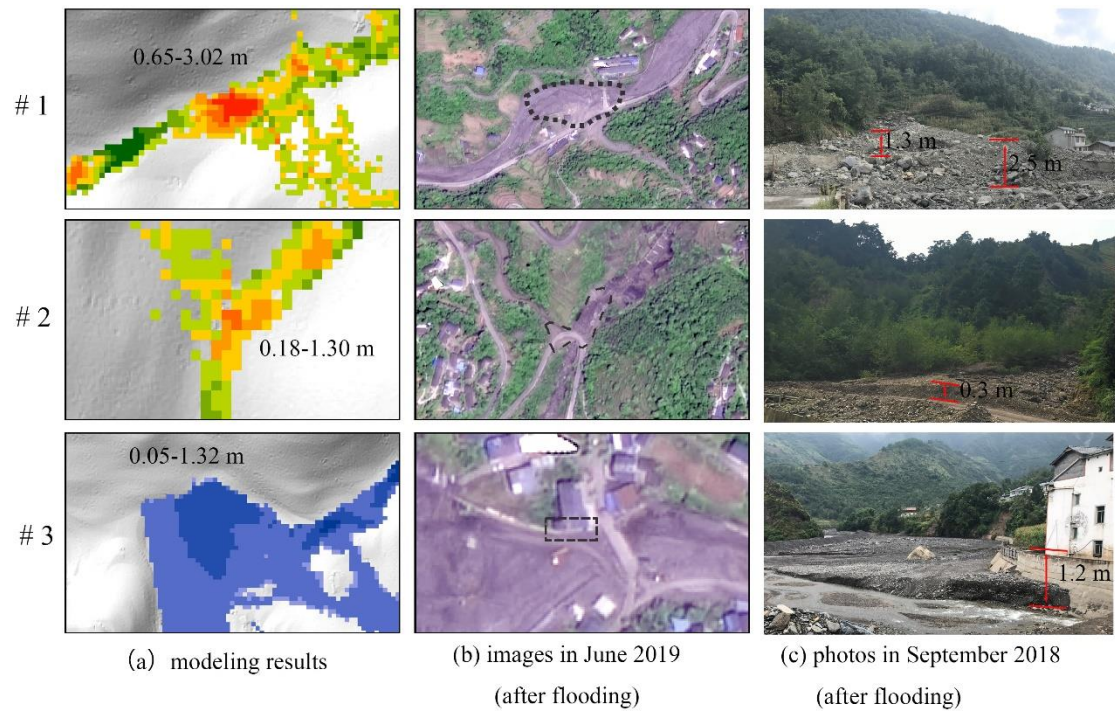 # 1
0.65-3.02 m
1.3 m
2.5 m
# 2
0.18-1.30 m
0.3 m
# 3
0.05-1.32 m
1.2 m
(a) modeling results
(b) images in June 2019
(after flooding)
(c) photos in September 2018
(after flooding)